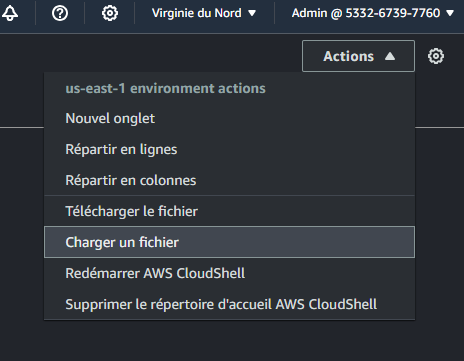 Virginie du Nord ▼ Admin @ 5332-6739-7760 ▼
Actions ▲
us-east-1 environment actions
Nouvel onglet
Répartir en lignes
Répartir en colonnes
Télécharger le fichier
Charger un fichier
Redémarrer AWS CloudShell
Supprimer le répertoire d'accueil AWS CloudShell